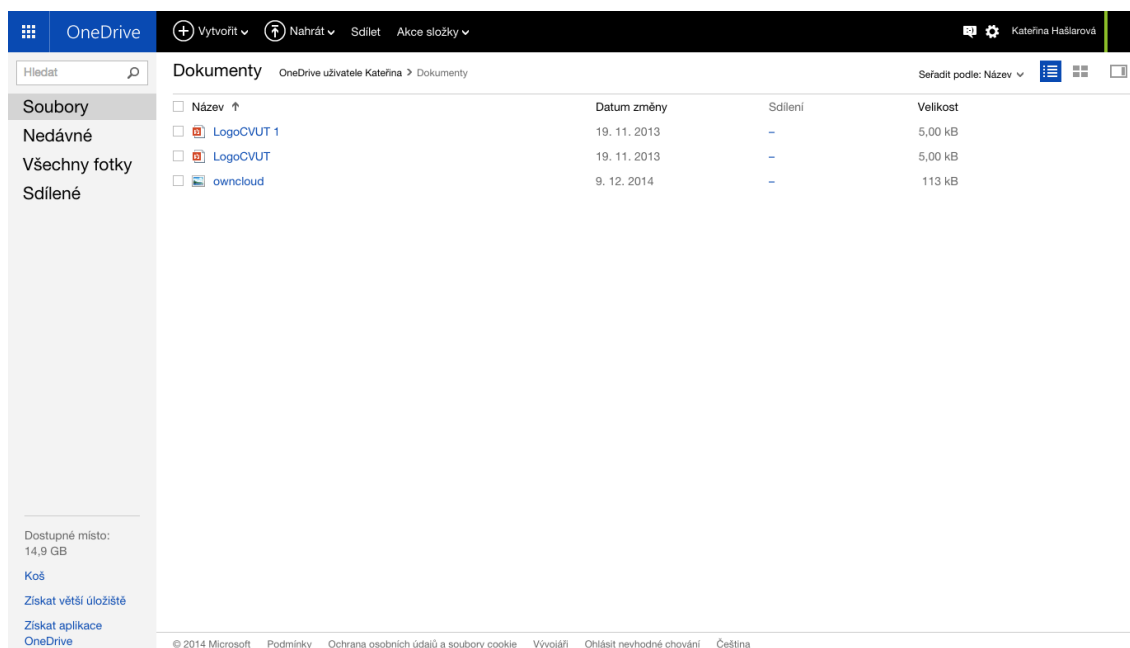 OneDrive Vytvořit Nahrát Sdílet Akce složky Kateřina Hašlarová
Hledat
Dokumenty OneDrive uživatele Kateřina > Dokumenty Seřadit podle: Název
Soubory
Nedávné
Všechny fotky
Sdílené
Název ↑ Datum změny Sdílení Velikost
LogoCVUT 1 19. 11. 2013 – 5,00 kB
LogoCVUT 19. 11. 2013 – 5,00 kB
owncloud 9. 12. 2014 – 113 kB
Dostupné místo:
14,9 GB
Koš
Získat větší úložiště
Získat aplikace
OneDrive
© 2014 Microsoft Podmínky Ochrana osobních údajů a soubory cookie Vývojáři Ohlásit nevhodné chování Čeština